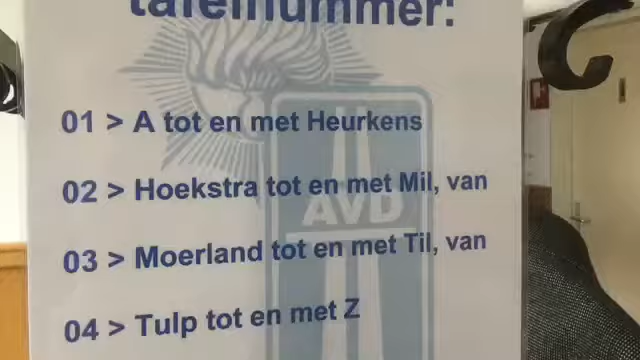 tafelnummer:
01 > A tot en met Heurkens
02 > Hoekstra tot en met Mil, van
AVD
03 > Moerland tot en met Til, van
04 > Tulp tot en met Z